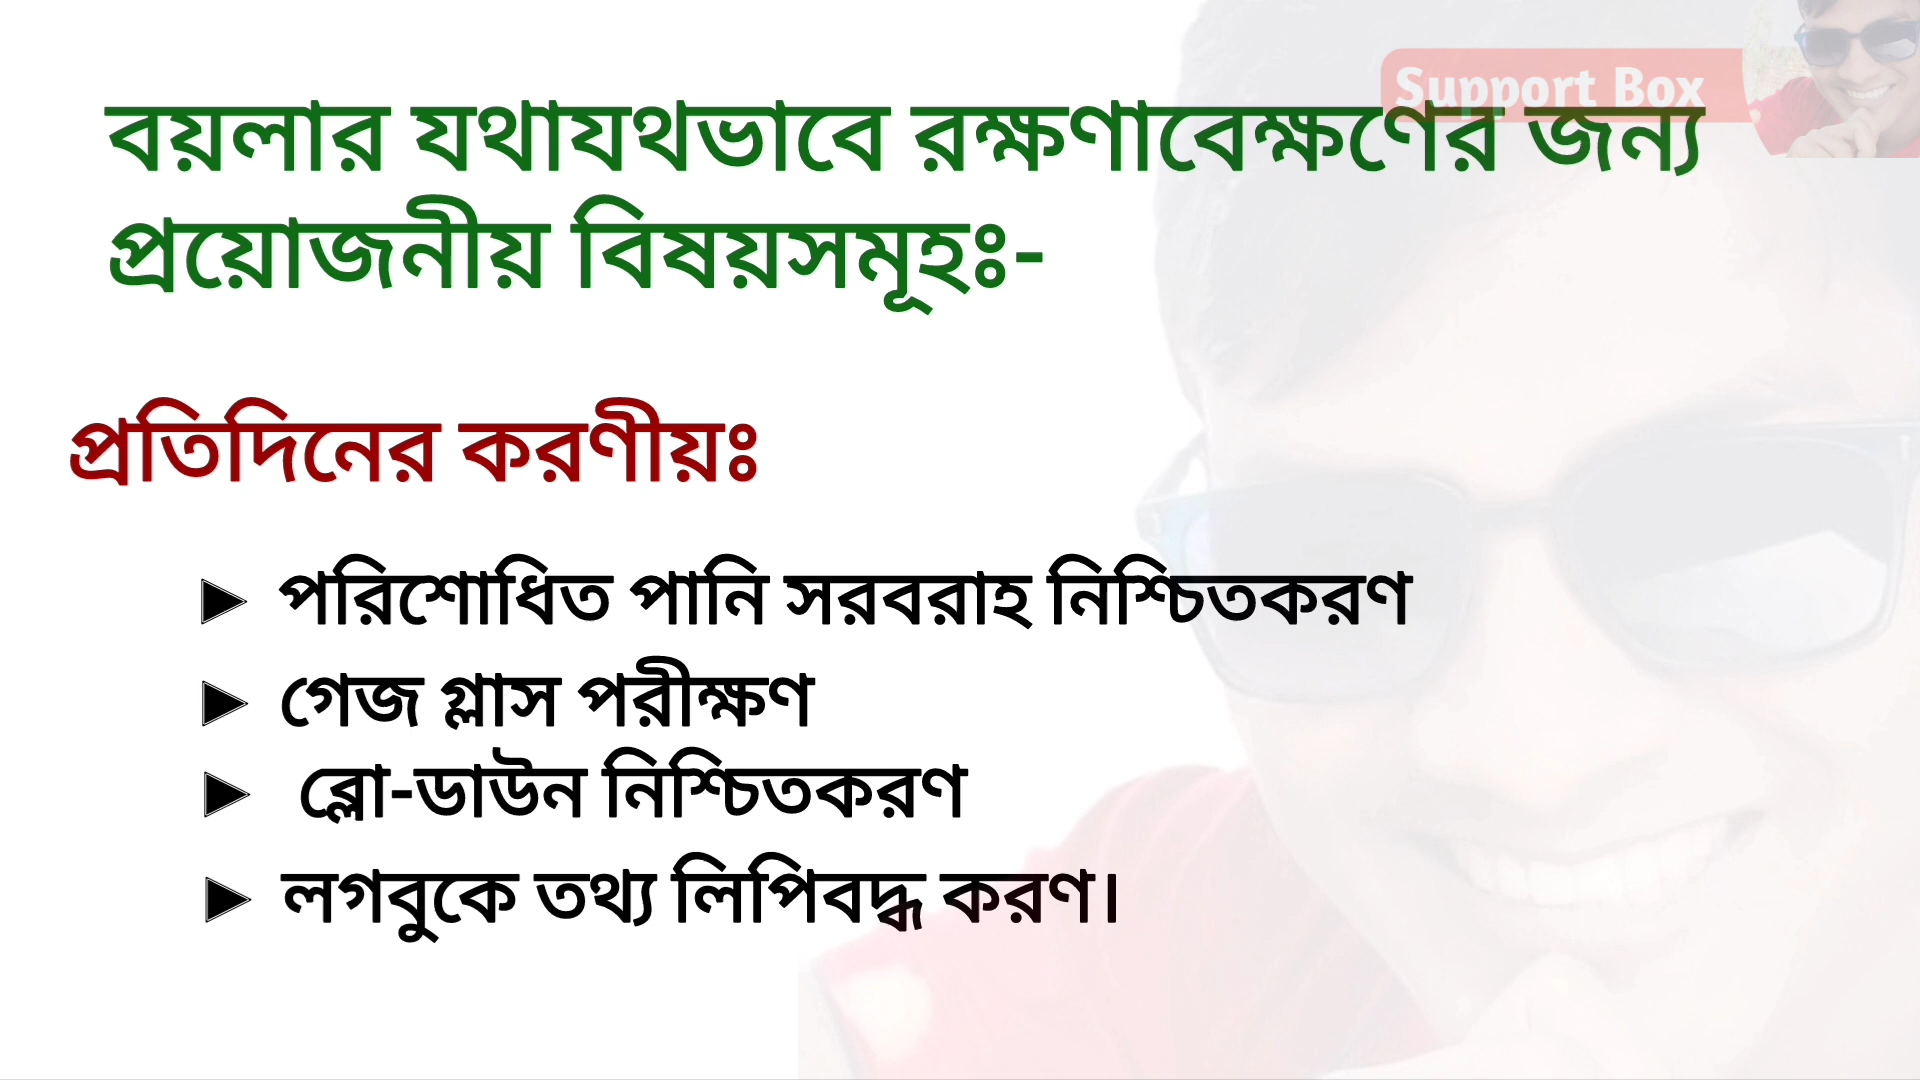 Support Box
বয়লার যথাযথভাবে রক্ষণাবেক্ষণের জন্য
প্রয়োজনীয় বিষয়সমূহঃ-
প্রতিদিনের করণীয়ঃ
► পরিশোধিত পানি সরবরাহ নিশ্চিতকরণ
► গেজ গ্লাস পরীক্ষণ
► ব্লো-ডাউন নিশ্চিতকরণ
► লগবুকে তথ্য লিপিবদ্ধ করণ।